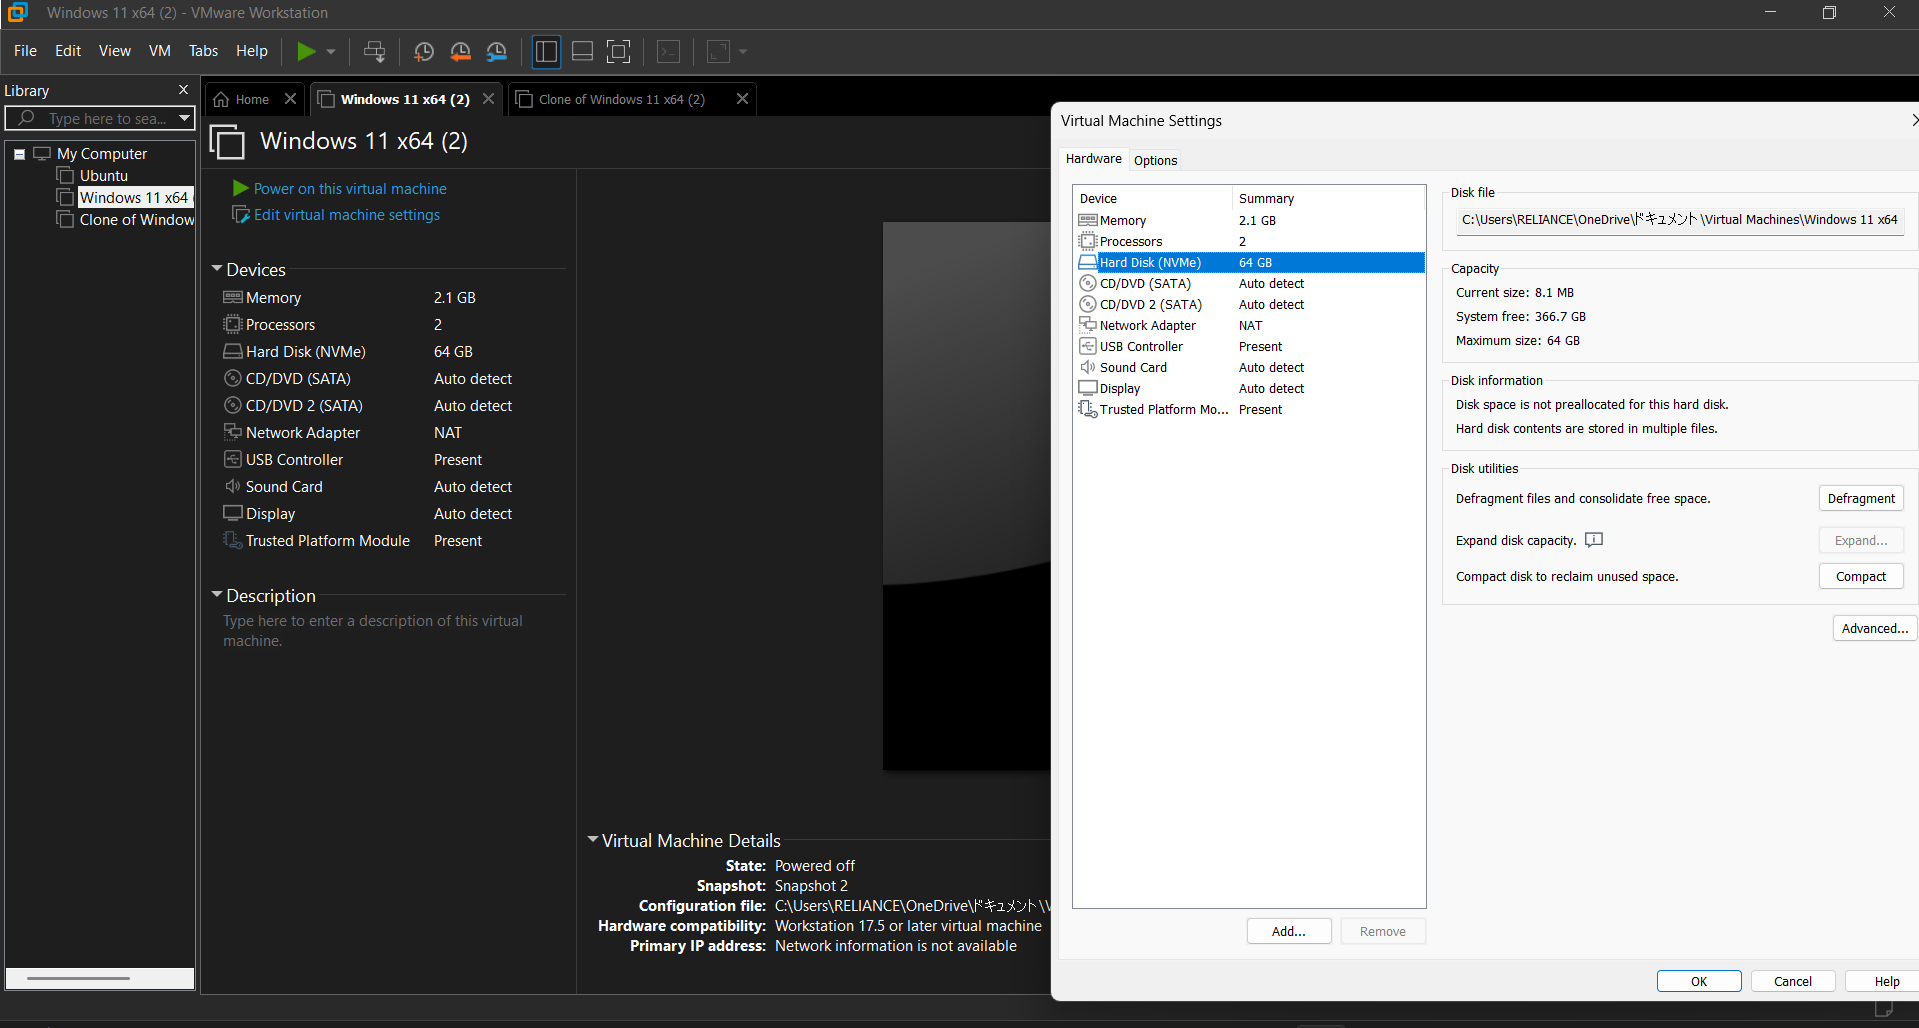 Windows 11 x64 (2) - VMware Workstation
File Edit View VM Tabs Help
Library
Type here to sea...
My Computer
Ubuntu
Windows 11 x64
Clone of Window
Home
Windows 11 x64 (2)
Clone of Windows 11 x64 (2)
Windows 11 x64 (2)
Power on this virtual machine
Edit virtual machine settings
Devices
Memory 2.1 GB
Processors 2
Hard Disk (NVMe) 64 GB
CD/DVD (SATA) Auto detect
CD/DVD 2 (SATA) Auto detect
Network Adapter NAT
USB Controller Present
Sound Card Auto detect
Display Auto detect
Trusted Platform Module Present
Description
Type here to enter a description of this virtual
machine.
Virtual Machine Details
State: Powered off
Snapshot: Snapshot 2
Configuration file: C:\Users\RELIANCE\OneDrive\ドキュメント\V
Hardware compatibility: Workstation 17.5 or later virtual machine
Primary IP address: Network information is not available
Virtual Machine Settings
Hardware Options
Device Summary
Memory 2.1 GB
Processors 2
Hard Disk (NVMe) 64 GB
CD/DVD (SATA) Auto detect
CD/DVD 2 (SATA) Auto detect
Network Adapter NAT
USB Controller Present
Sound Card Auto detect
Display Auto detect
Trusted Platform Mo... Present
Add... Remove
Disk file
C:\Users\RELIANCE\OneDrive\ドキュメント\Virtual Machines\Windows 11 x64
Capacity
Current size: 8.1 MB
System free: 366.7 GB
Maximum size: 64 GB
Disk information
Disk space is not preallocated for this hard disk.
Hard disk contents are stored in multiple files.
Disk utilities
Defragment files and consolidate free space. Defragment
Expand disk capacity. Expand...
Compact disk to reclaim unused space. Compact
Advanced...
OK Cancel Help